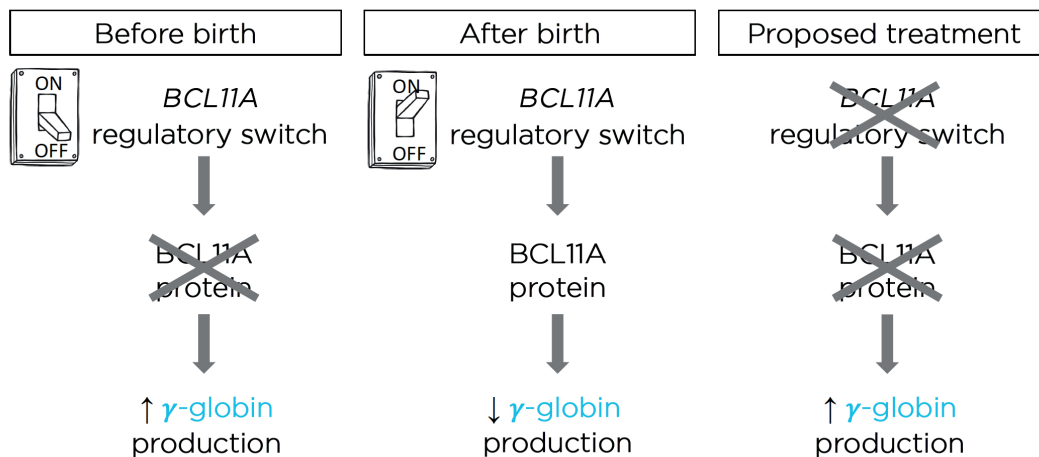 Before birth
ON
OFF
BCL11A
regulatory switch
BCL11A
protein
↑ γ-globin
production
After birth
ON
OFF
BCL11A
regulatory switch
BCL11A
protein
↓ γ-globin
production
Proposed treatment
BCL11A
regulatory switch
BCL11A
protein
↑ γ-globin
production